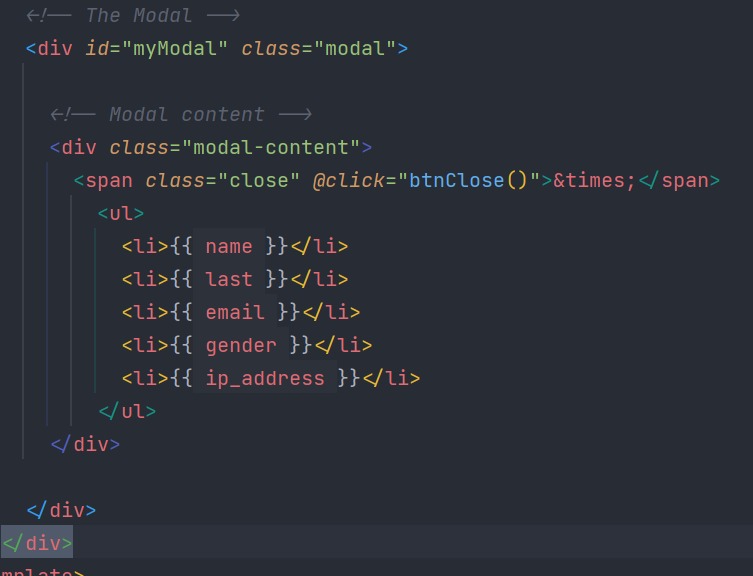 <!-- The Modal -->
<div id="myModal" class="modal">
<!-- Modal content -->
<div class="modal-content">
<span class="close" @click="btnClose()">&times;</span>
<ul>
<li>{{ name }}</li>
<li>{{ last }}</li>
<li>{{ email }}</li>
<li>{{ gender }}</li>
<li>{{ ip_address }}</li>
</ul>
</div>
</div>
</div>
mplate>